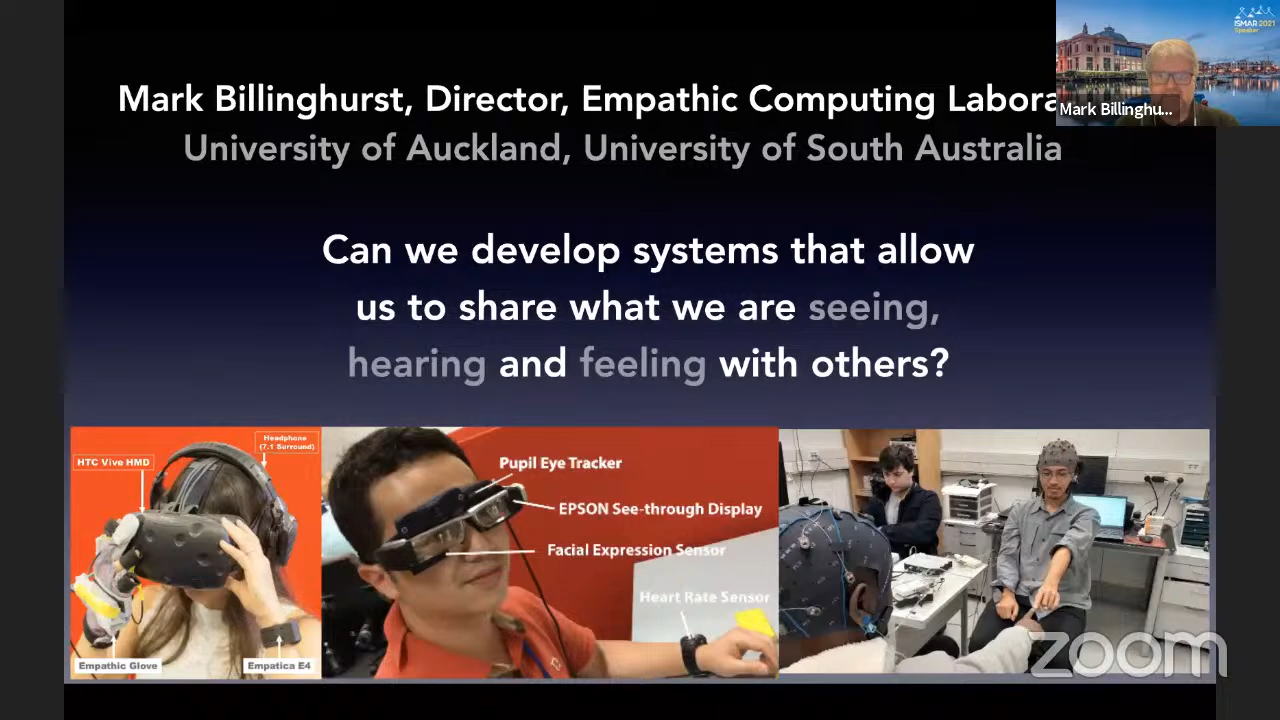 Mark Billinghurst, Director, Empathic Computing Labora
University of Auckland, University of South Australia
ISMAR 2021
Speaker
Mark Billinghu...
Can we develop systems that allow
us to share what we are seeing,
hearing and feeling with others?
Headphone
(7.1 Surround)
HTC Vive HMD
Empathic Glove
Empatica E4
Pupil Eye Tracker
EPSON See-through Display
Facial Expression Sensor
Heart Rate Sensor
zoom